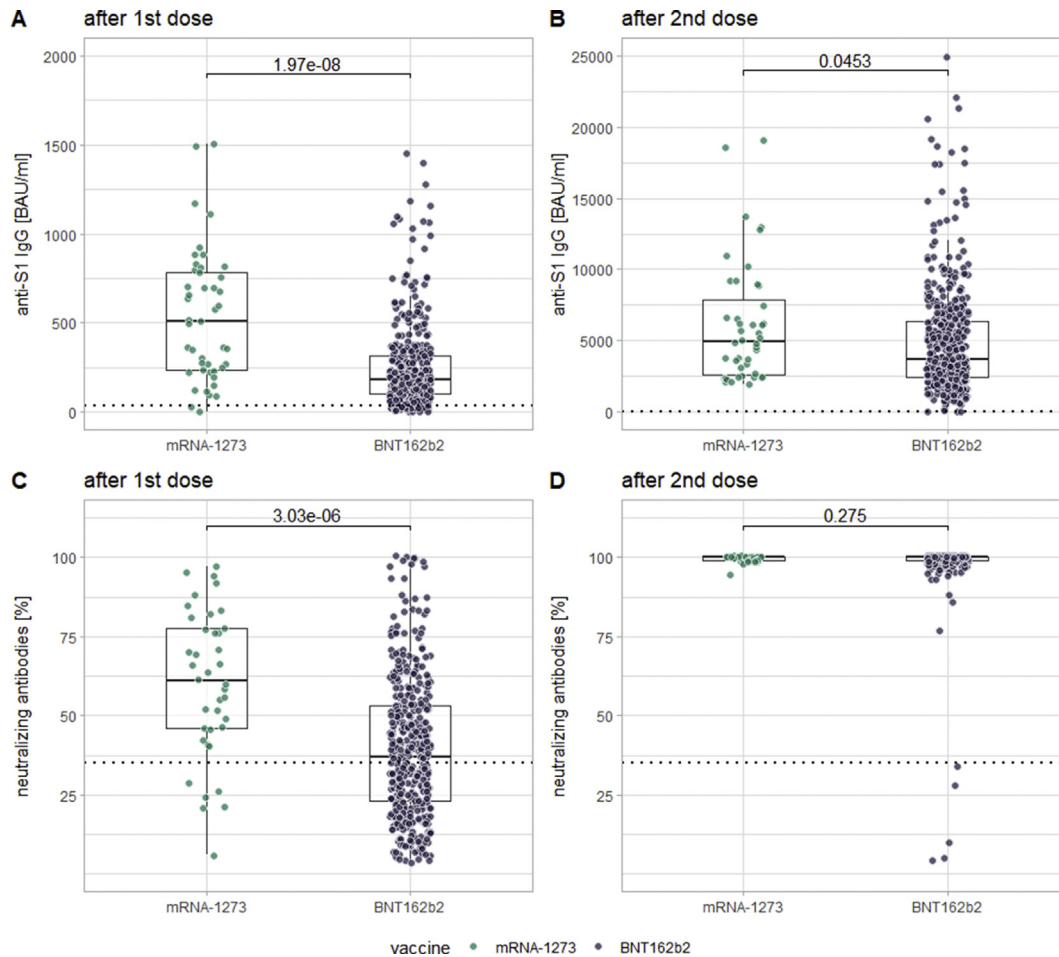 A after 1st dose
2000
1500
1000
500
0
anti-S1 IgG [BAU/ml]
1.97e-08
mRNA-1273 BNT162b2
B after 2nd dose
25000
20000
15000
10000
5000
0
anti-S1 IgG [BAU/ml]
0.0453
mRNA-1273 BNT162b2
C after 1st dose
100
75
50
25
neutralizing antibodies [%]
3.03e-06
mRNA-1273 BNT162b2
D after 2nd dose
100
75
50
25
neutralizing antibodies [%]
0.275
mRNA-1273 BNT162b2
vaccine mRNA-1273 BNT162b2